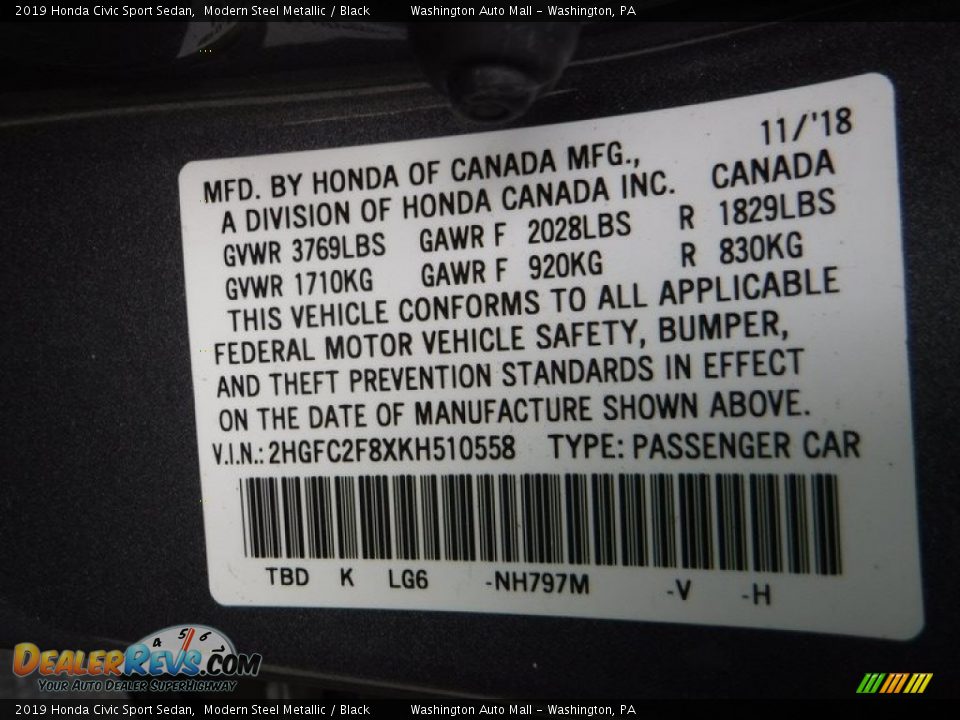 2019 Honda Civic Sport Sedan,  Modern Steel Metallic / Black  Washington Auto Mall - Washington, PA
11/'18
MFD. BY HONDA OF CANADA MFG.,
A DIVISION OF HONDA CANADA INC.  CANADA
GVWR 3769LBS  GAWR F  2028LBS  R  1829LBS
GVWR 1710KG  GAWR F  920KG  R  830KG
THIS VEHICLE CONFORMS TO ALL APPLICABLE
FEDERAL MOTOR VEHICLE SAFETY, BUMPER,
AND THEFT PREVENTION STANDARDS IN EFFECT
ON THE DATE OF MANUFACTURE SHOWN ABOVE.
V.I.N.: 2HGFC2F8XKH510558  TYPE: PASSENGER CAR
TBD  K  LG6  -NH797M  -V  -H
4 5 6 7
DEALERREVS.COM
YOUR AUTO DEALER SUPERHIGHWAY
2019 Honda Civic Sport Sedan,  Modern Steel Metallic / Black  Washington Auto Mall - Washington, PA